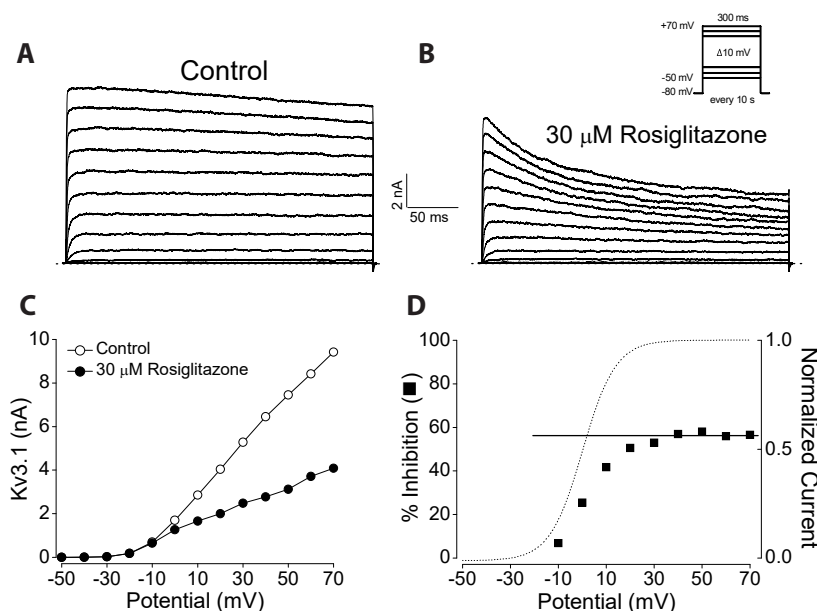 A
Control
B
+70 mV
300 ms
Δ10 mV
-50 mV
-80 mV
every 10 s
30 μM Rosiglitazone
2 nA
50 ms
C
Control
30 μM Rosiglitazone
Kv3.1 (nA)
10
8
6
4
2
0
-50
-30
-10
10
30
50
70
Potential (mV)
D
% Inhibition (■)
100
80
60
40
20
0
1.0
0.5
0.0
Normalized Current
-50
-30
-10
10
30
50
70
Potential (mV)